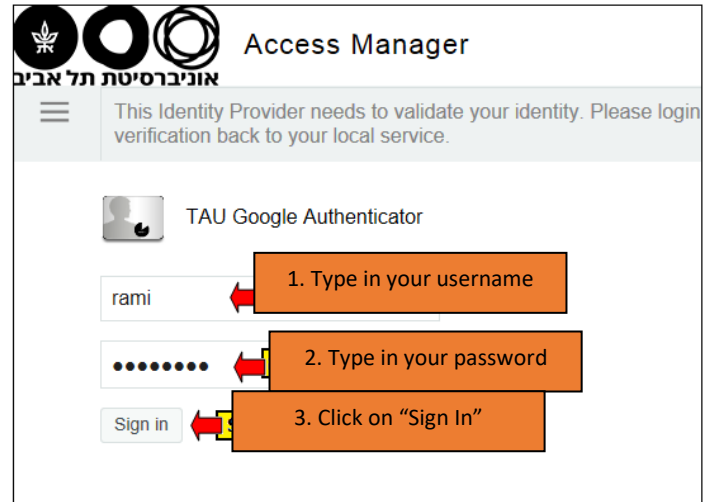 Access Manager
אוניברסיטת תל אביב
This Identity Provider needs to validate your identity. Please login
verification back to your local service.
TAU Google Authenticator
1. Type in your username
rami
2. Type in your password
••••••••
3. Click on “Sign In”
Sign in